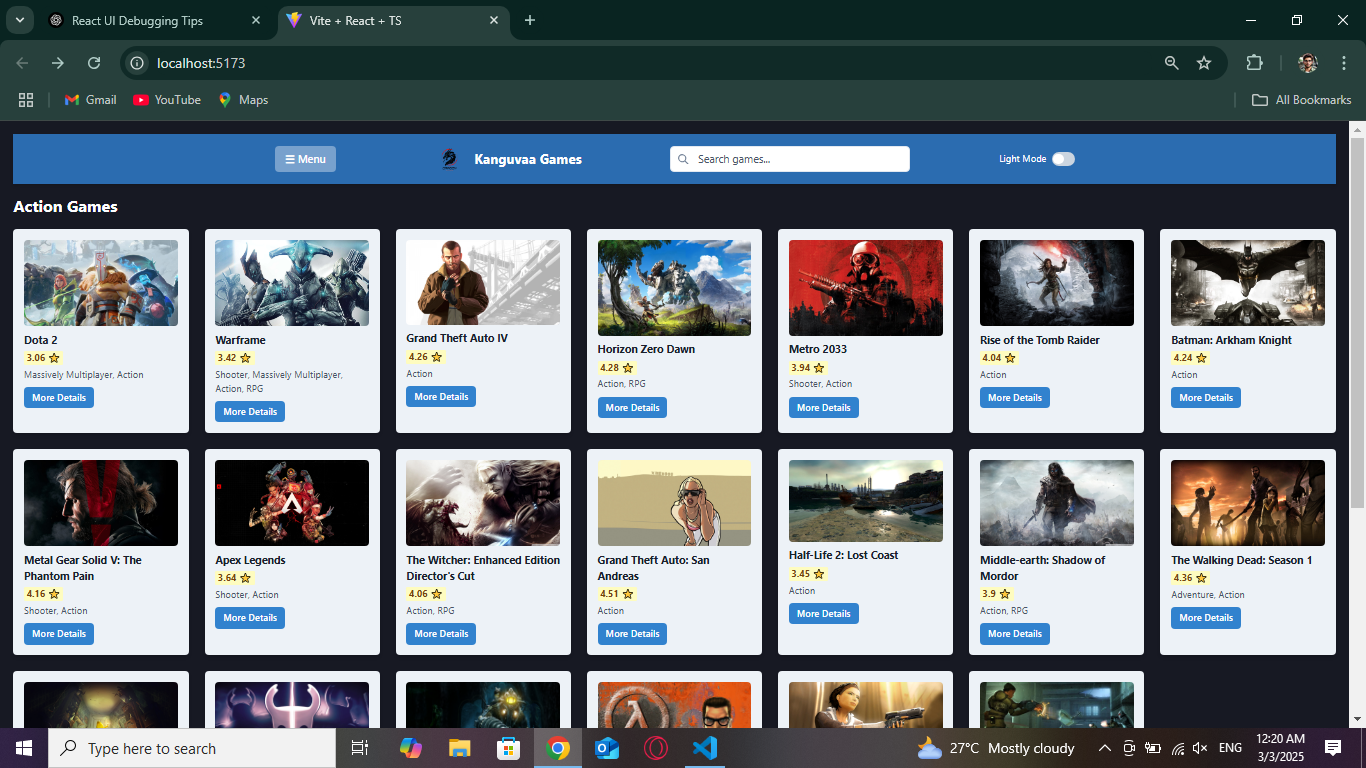 React UI Debugging Tips
Vite + React + TS
localhost:5173
Gmail
YouTube
Maps
All Bookmarks
☰ Menu
Kanguvaa Games
Search games...
Light Mode
Action Games
Dota 2
3.06 ☆
Massively Multiplayer, Action
More Details
Warframe
3.42 ☆
Shooter, Massively Multiplayer,
Action, RPG
More Details
Grand Theft Auto IV
4.26 ☆
Action
More Details
Horizon Zero Dawn
4.28 ☆
Action, RPG
More Details
Metro 2033
3.94 ☆
Shooter, Action
More Details
Rise of the Tomb Raider
4.04 ☆
Action
More Details
Batman: Arkham Knight
4.24 ☆
Action
More Details
Metal Gear Solid V: The
Phantom Pain
4.16 ☆
Shooter, Action
More Details
Apex Legends
3.64 ☆
Shooter, Action
More Details
The Witcher: Enhanced Edition
Director's Cut
4.06 ☆
Action, RPG
More Details
Grand Theft Auto: San
Andreas
4.51 ☆
Action
More Details
Half-Life 2: Lost Coast
3.45 ☆
Action
More Details
Middle-earth: Shadow of
Mordor
3.9 ☆
Action, RPG
More Details
The Walking Dead: Season 1
4.36 ☆
Adventure, Action
More Details
Type here to search
27°C Mostly cloudy
ENG
12:20 AM
3/3/2025